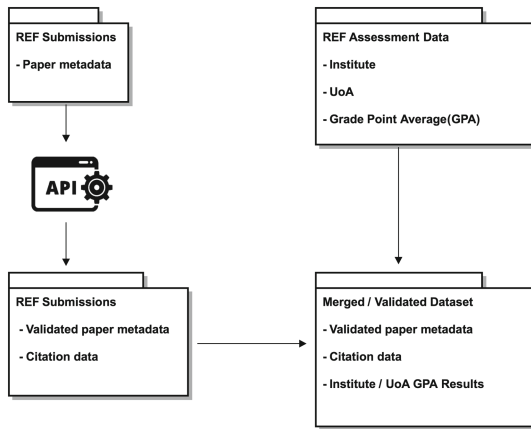 REF Submissions
- Paper metadata
REF Assessment Data
- Institute
- UoA
- Grade Point Average(GPA)
API
REF Submissions
- Validated paper metadata
- Citation data
Merged / Validated Dataset
- Validated paper metadata
- Citation data
- Institute / UoA GPA Results